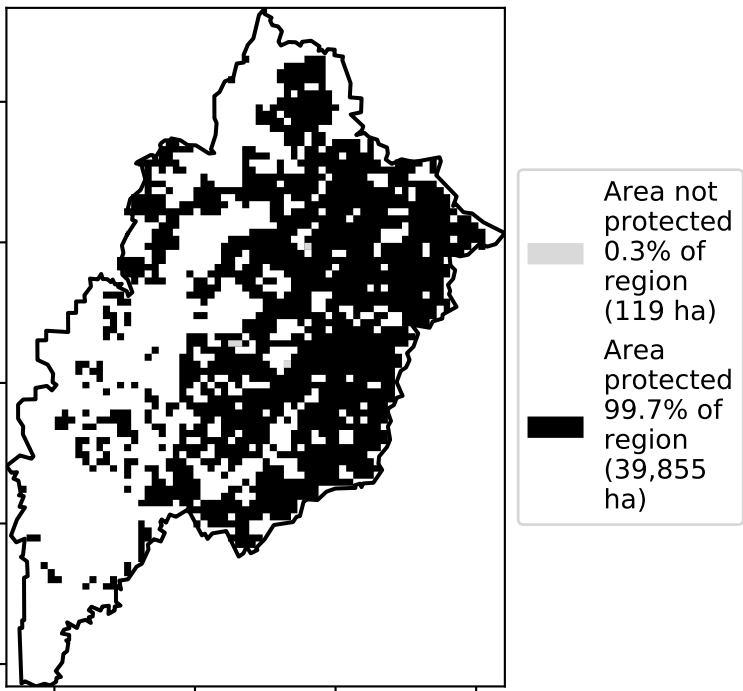 Area not
protected
0.3% of
region
(119 ha)
Area
protected
99.7% of
region
(39,855
ha)